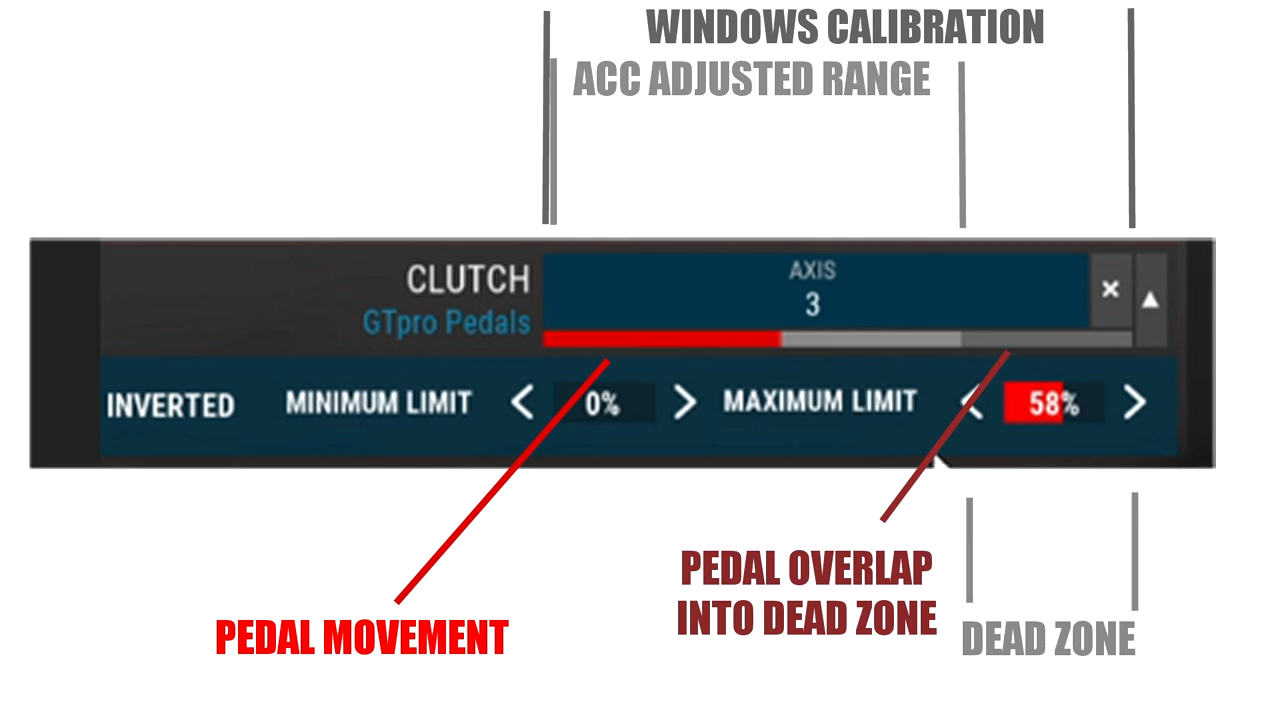 WINDOWS CALIBRATION
ACC ADJUSTED RANGE
CLUTCH
GTpro Pedals
AXIS
3
×
▲
INVERTED
MINIMUM LIMIT
<
0%
>
MAXIMUM LIMIT
<
58%
>
PEDAL OVERLAP
INTO DEAD ZONE
PEDAL MOVEMENT
DEAD ZONE